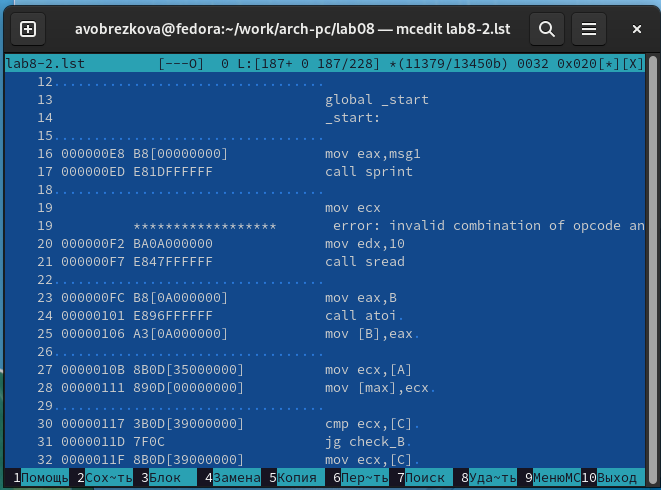 avobrezkova@fedora:~/work/arch-pc/lab08 — mcedit lab8-2.lst
lab8-2.lst [---O] 0 L:[187+ 0 187/228] *(11379/13450b) 0032 0x020[*][X]
12..................................
13 global _start
14 _start:
15..................................
16 000000E8 B8[00000000] mov eax,msg1
17 000000ED E81DFFFFFF call sprint
18..................................
19 mov ecx
19 ****************** error: invalid combination of opcode an
20 000000F2 BA0A000000 mov edx,10
21 000000F7 E847FFFFFF call sread
22..................................
23 000000FC B8[0A000000] mov eax,B
24 00000101 E896FFFFFF call atoi.
25 00000106 A3[0A000000] mov [B],eax.
26..................................
27 0000010B 8B0D[35000000] mov ecx,[A]
28 00000111 890D[00000000] mov [max],ecx.
29..................................
30 00000117 3B0D[39000000] cmp ecx,[C].
31 0000011D 7F0C jg check_B.
32 0000011F 8B0D[39000000] mov ecx,[C].
1Помощь 2Сох~ть 3Блок 4Замена 5Копия 6Пер~ть 7Поиск 8Уда~ть 9МенюMC 10Выход